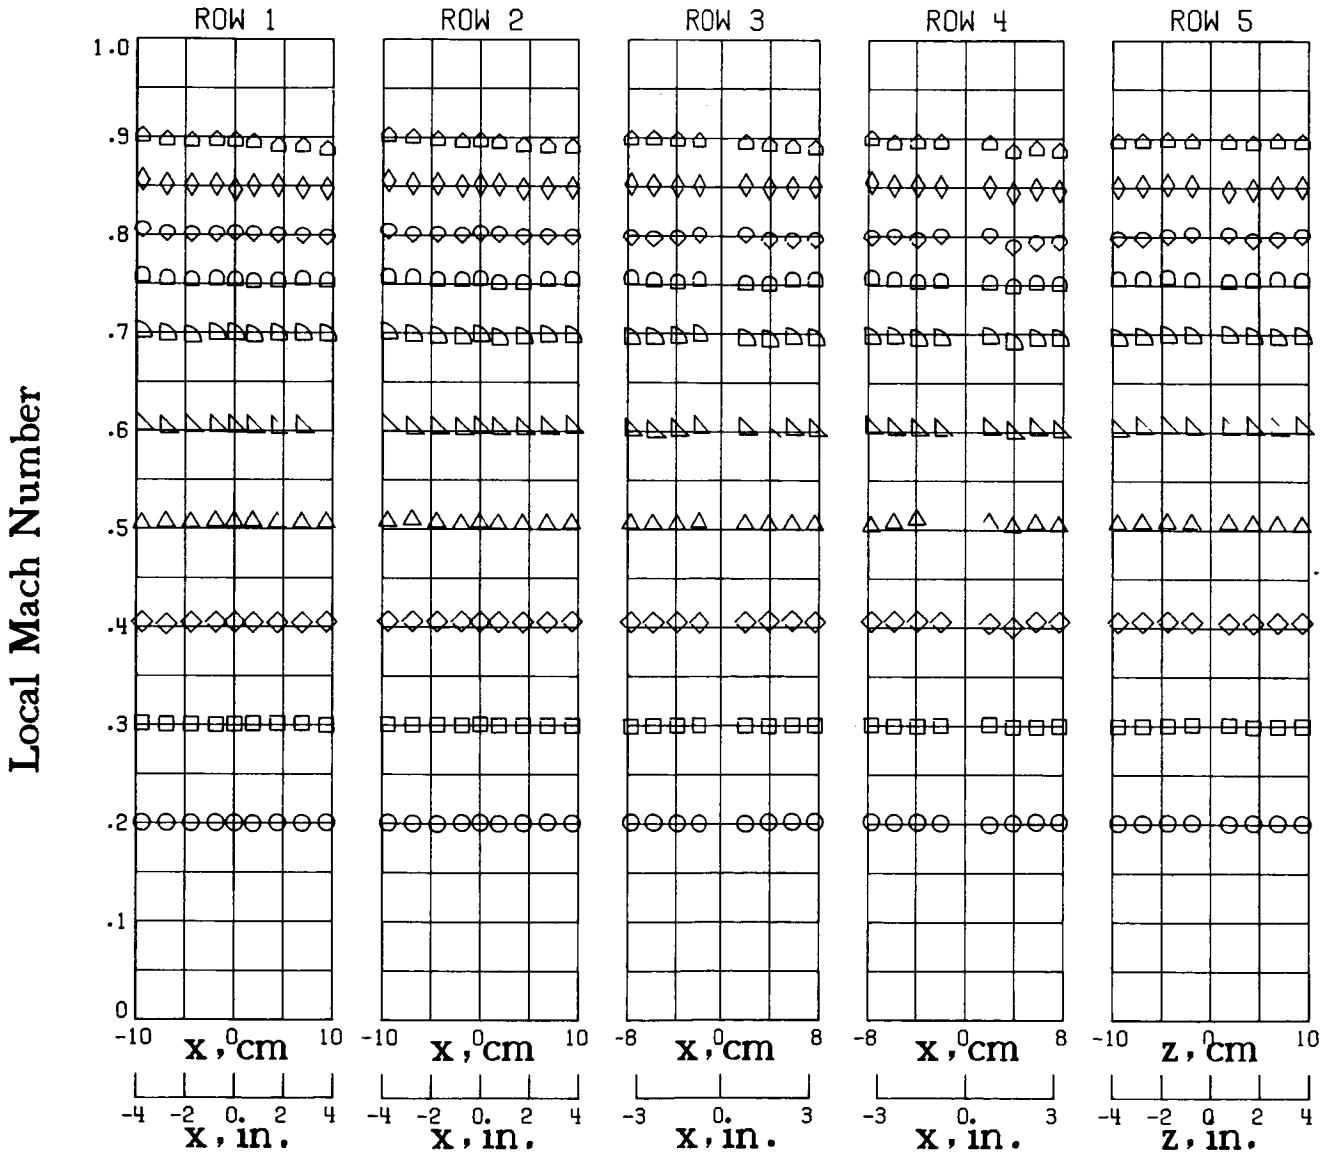 ROW 1 ROW 2 ROW 3 ROW 4 ROW 5
Local Mach Number
1.0
.9
.8
.7
.6
.5
.4
.3
.2
.1
0
-10 0 10 -10 0 10 -8 0 8 -8 0 8 -10 0 10
x, cm x, cm x, cm x, cm z, cm
-4 -2 0. 2 4 -4 -2 0. 2 4 -3 0. 3 -3 0. 3 -4 -2 0. 2 4
x, in. x, in. x, in. x, in. z, in.